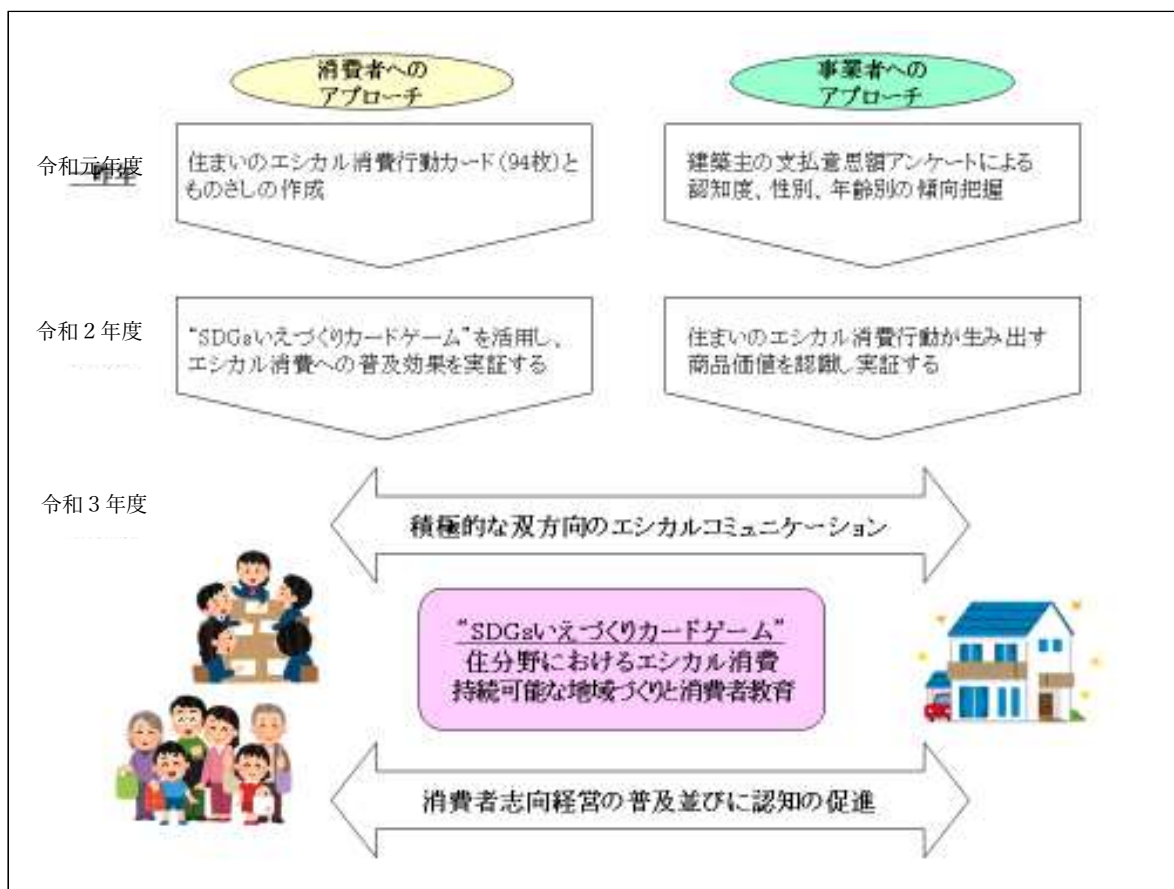 消費者への
アプローチ
事業者への
アプローチ
令和元年度
住まいのエシカル消費行動カード（94枚）と
ものさしの作成
建築主の支払意思額アンケートによる
認知度、性別、年齢別の傾向把握
令和２年度
“SDGsいえづくりカードゲーム”を活用し、
エシカル消費への普及効果を実証する
住まいのエシカル消費行動が生み出す
商品価値を認識し実証する
令和３年度
積極的な双方向のエシカルコミュニケーション
“SDGsいえづくりカードゲーム”
住分野におけるエシカル消費
持続可能な地域づくりと消費者教育
消費者志向経営の普及並びに認知の促進